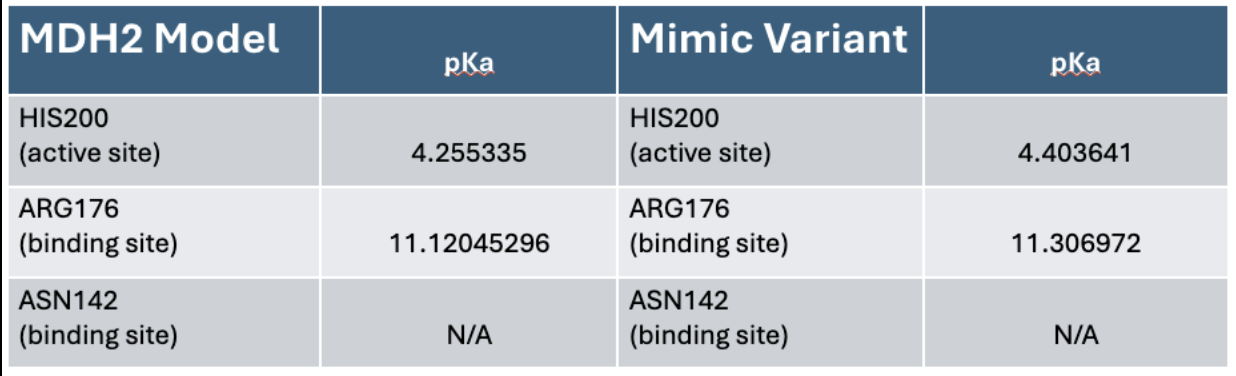 MDH2 Model pKa Mimic Variant pKa
HIS200 HIS200
(active site) 4.255335 (active site) 4.403641
ARG176 ARG176
(binding site) 11.12045296 (binding site) 11.306972
ASN142 ASN142
(binding site) N/A (binding site) N/A